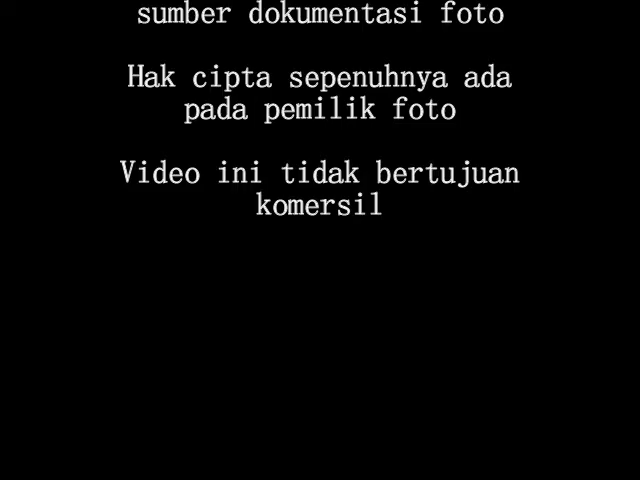 sumber dokumentasi foto
Hak cipta sepenuhnya ada
pada pemilik foto
Video ini tidak bertujuan
komersil